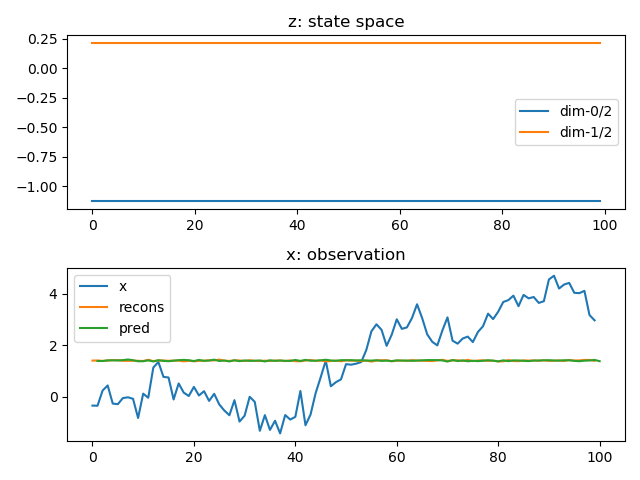 z: state space
0.25
0.00
−0.25
−0.50
−0.75
−1.00
dim-0/2
dim-1/2
0 20 40 60 80 100
x: observation
4
2
0
x
recons
pred
0 20 40 60 80 100